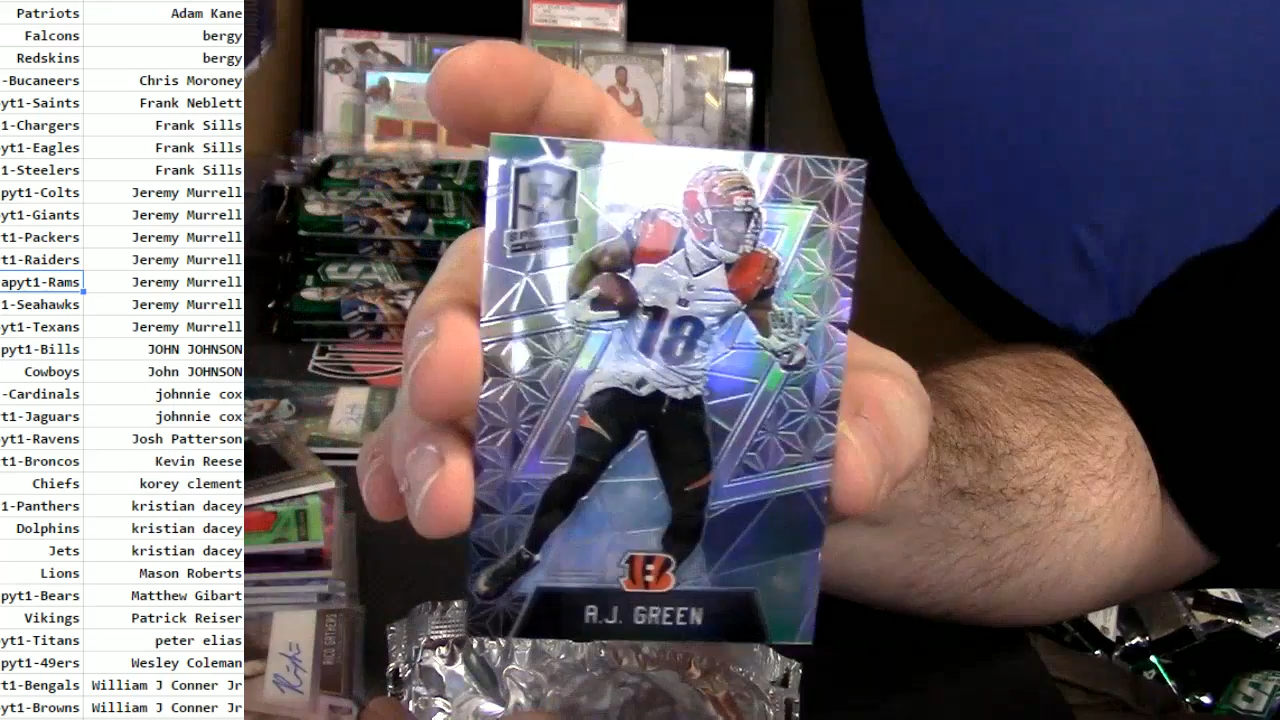 Patriots Adam Kane
Falcons bergy
Redskins bergy
-Bucaneers Chris Moroney
yt1-Saints Frank Neblett
1-Chargers Frank Sills
yt1-Eagles Frank Sills
1-Steelers Frank Sills
pyt1-Colts Jeremy Murrell
yt1-Giants Jeremy Murrell
t1-Packers Jeremy Murrell
t1-Raiders Jeremy Murrell
apyt1-Rams Jeremy Murrell
1-Seahawks Jeremy Murrell
yt1-Texans Jeremy Murrell
pyt1-Bills JOHN JOHNSON
Cowboys John JOHNSON
-Cardinals johnnie cox
t1-Jaguars johnnie cox
yt1-Ravens Josh Patterson
t1-Broncos Kevin Reese
Chiefs korey clement
1-Panthers kristian dacey
Dolphins kristian dacey
Jets kristian dacey
Lions Mason Roberts
pyt1-Bears Matthew Gibart
Vikings Patrick Reiser
yt1-Titans peter elias
pyt1-49ers Wesley Coleman
t1-Bengals William J Conner Jr
yt1-Browns William J Conner Jr
18
B
A.J. GREEN
RICO GATHERS